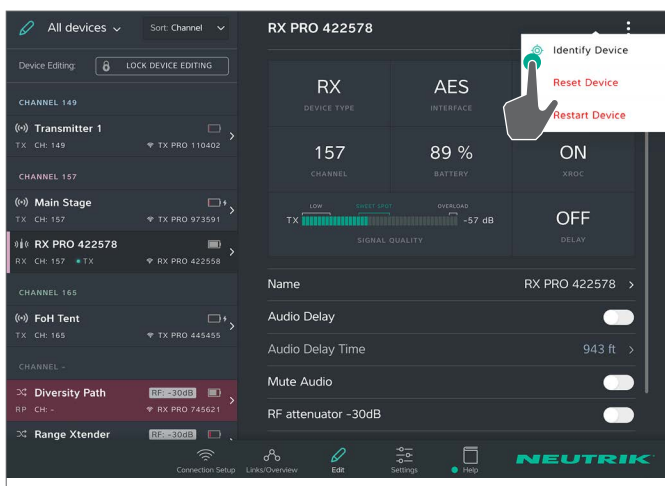 All devices
Sort: Channel
Device Editing:
LOCK DEVICE EDITING
CHANNEL 149
Transmitter 1
TX CH: 149 TX PRO 110402
CHANNEL 157
Main Stage
TX CH: 157 TX PRO 973591
RX PRO 422578
RX CH: 157 TX RX PRO 422558
CHANNEL 165
FoH Tent
TX CH: 165 TX PRO 445455
CHANNEL -
Diversity Path RF: -30dB
RP CH: - RX PRO 745621
Range Xtender RF: -30dB
RX PRO 422578
Identify Device
Reset Device
Restart Device
RX
DEVICE TYPE
AES
INTERFACE
157
CHANNEL
89 %
BATTERY
ON
XROC
LOW SWEET SPOT OVERLOAD
TX -57 dB
SIGNAL QUALITY
OFF
DELAY
Name RX PRO 422578
Audio Delay
Audio Delay Time 943 ft
Mute Audio
RF attenuator -30dB
Connection Setup
Links/Overview
Edit
Settings
Help
NEUTRIK